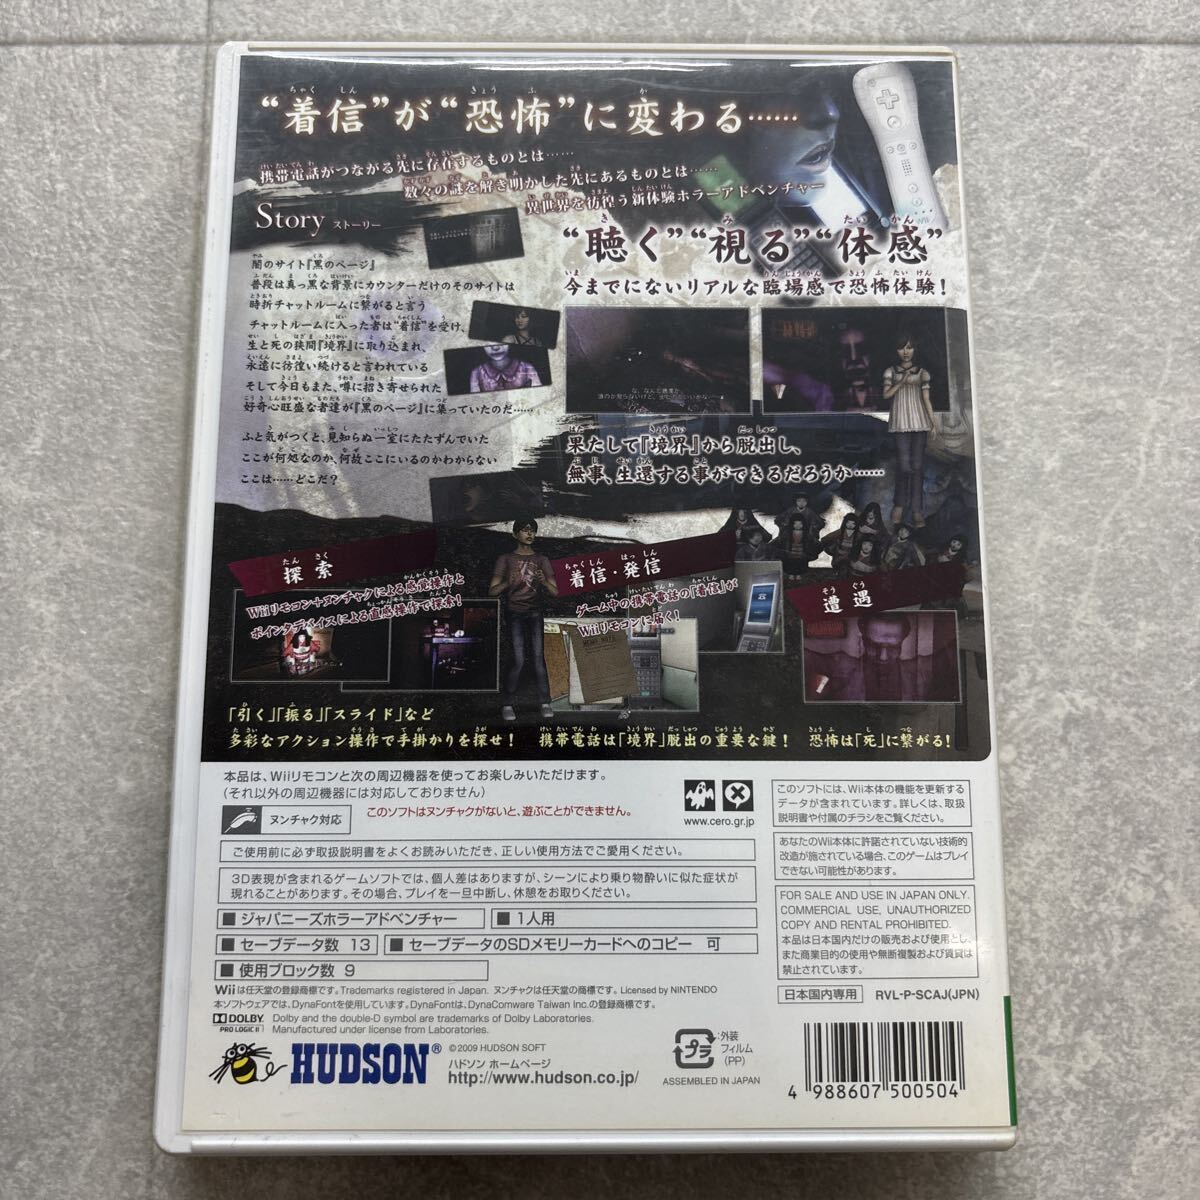 “着信”が“恐怖”に変わる……
携帯電話がつながる先に存在するものとは……
数々の謎を解き明かした先にあるものとは……
異世界を彷徨う新体験ホラーアドベンチャー
Story ストーリー
闇のサイト『黒のページ』
普段は真っ黒な背景にカウンターだけのそのサイトは
時折チャットルームに繋がると言う
チャットルームに入った者は“着信”を受け、
生と死の狭間『境界』に取り込まれ、
永遠に彷徨い続けると言われている
そして今日もまた、噂に招き寄せられた
好奇心旺盛な者達が『黒のページ』に集っていたのだ……
ふと気がつくと、見知らぬ一室にたたずんでいた
ここが何処なのか、何故ここにいるのかわからない
ここは……どこだ？
“聴く”“視る”“体感”
今までにないリアルな臨場感で恐怖体験！
果たして『境界』から脱出し、
無事、生還する事ができるだろうか……
探索
Wiiリモコン+ヌンチャクによる感覚操作と
ポインタデバイスによる直感操作で探索！
「引く」「振る」「スライド」など
多彩なアクション操作で手掛かりを探せ！
着信・発信
ゲーム中の携帯電話の「着信」が
Wiiリモコンに届く！
携帯電話は「境界」脱出の重要な鍵！
遭遇
恐怖は「死」に繋がる！
本品は、Wiiリモコンと次の周辺機器を使ってお楽しみいただけます。
（それ以外の周辺機器には対応しておりません）
ヌンチャク対応
このソフトはヌンチャクがないと、遊ぶことができません。
www.cero.gr.jp
ご使用前に必ず取扱説明書をよくお読みいただき、正しい使用方法でご愛用ください。
3D表現が含まれるゲームソフトでは、個人差はありますが、シーンにより乗り物酔いに似た症状が
現れることがあります。その場合、プレイを一旦中断し、休憩をお取りください。
■ ジャパニーズホラーアドベンチャー
■ 1人用
■ セーブデータ数 13
■ セーブデータのSDメモリーカードへのコピー 可
■ 使用ブロック数 9
このソフトには、Wii本体の機能を更新する
データが含まれています。詳しくは、取扱
説明書や付属のチラシをご覧ください。
あなたのWii本体に許諾されていない技術的
改造が施されている場合、このゲームはプレイ
できない可能性があります。
FOR SALE AND USE IN JAPAN ONLY.
COMMERCIAL USE, UNAUTHORIZED
COPY AND RENTAL PROHIBITED.
本品は日本国内だけの販売および使用とし、
また商業目的の使用や無断複製および賃貸は
禁止されています。
日本国内専用 RVL-P-SCAJ(JPN)
Wiiは任天堂の登録商標です。Trademarks registered in Japan. ヌンチャクは任天堂の商標です。 Licensed by NINTENDO
本ソフトウェアでは、DynaFontを使用しています。DynaFontは、DynaComware Taiwan Inc.の登録商標です。
DOLBY
PRO LOGIC II
Dolby and the double-D symbol are trademarks of Dolby Laboratories.
Manufactured under license from Laboratories.
HUDSON®
©2009 HUDSON SOFT
ハドソン ホームページ
http://www.hudson.co.jp/
プラ
:外装
フィルム
(PP)
ASSEMBLED IN JAPAN
4 988607 500504